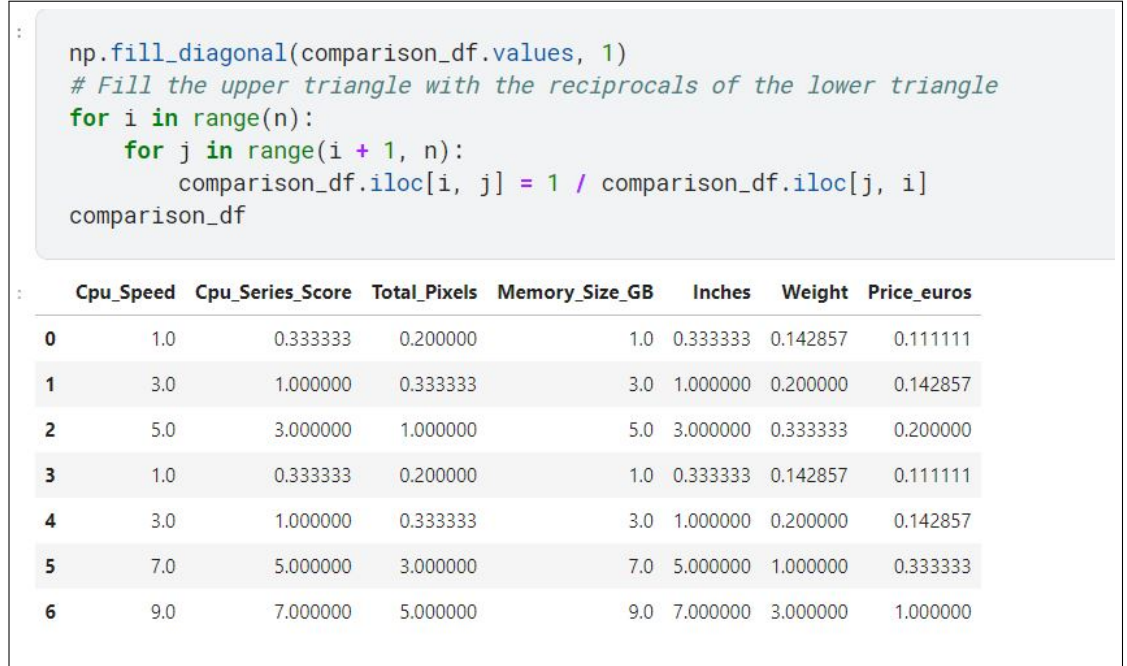 :
np.fill_diagonal(comparison_df.values, 1)
# Fill the upper triangle with the reciprocals of the lower triangle
for i in range(n):
    for j in range(i + 1, n):
        comparison_df.iloc[i, j] = 1 / comparison_df.iloc[j, i]
comparison_df
:
Cpu_Speed Cpu_Series_Score Total_Pixels Memory_Size_GB Inches Weight Price_euros
0 1.0 0.333333 0.200000 1.0 0.333333 0.142857 0.111111
1 3.0 1.000000 0.333333 3.0 1.000000 0.200000 0.142857
2 5.0 3.000000 1.000000 5.0 3.000000 0.333333 0.200000
3 1.0 0.333333 0.200000 1.0 0.333333 0.142857 0.111111
4 3.0 1.000000 0.333333 3.0 1.000000 0.200000 0.142857
5 7.0 5.000000 3.000000 7.0 5.000000 1.000000 0.333333
6 9.0 7.000000 5.000000 9.0 7.000000 3.000000 1.000000